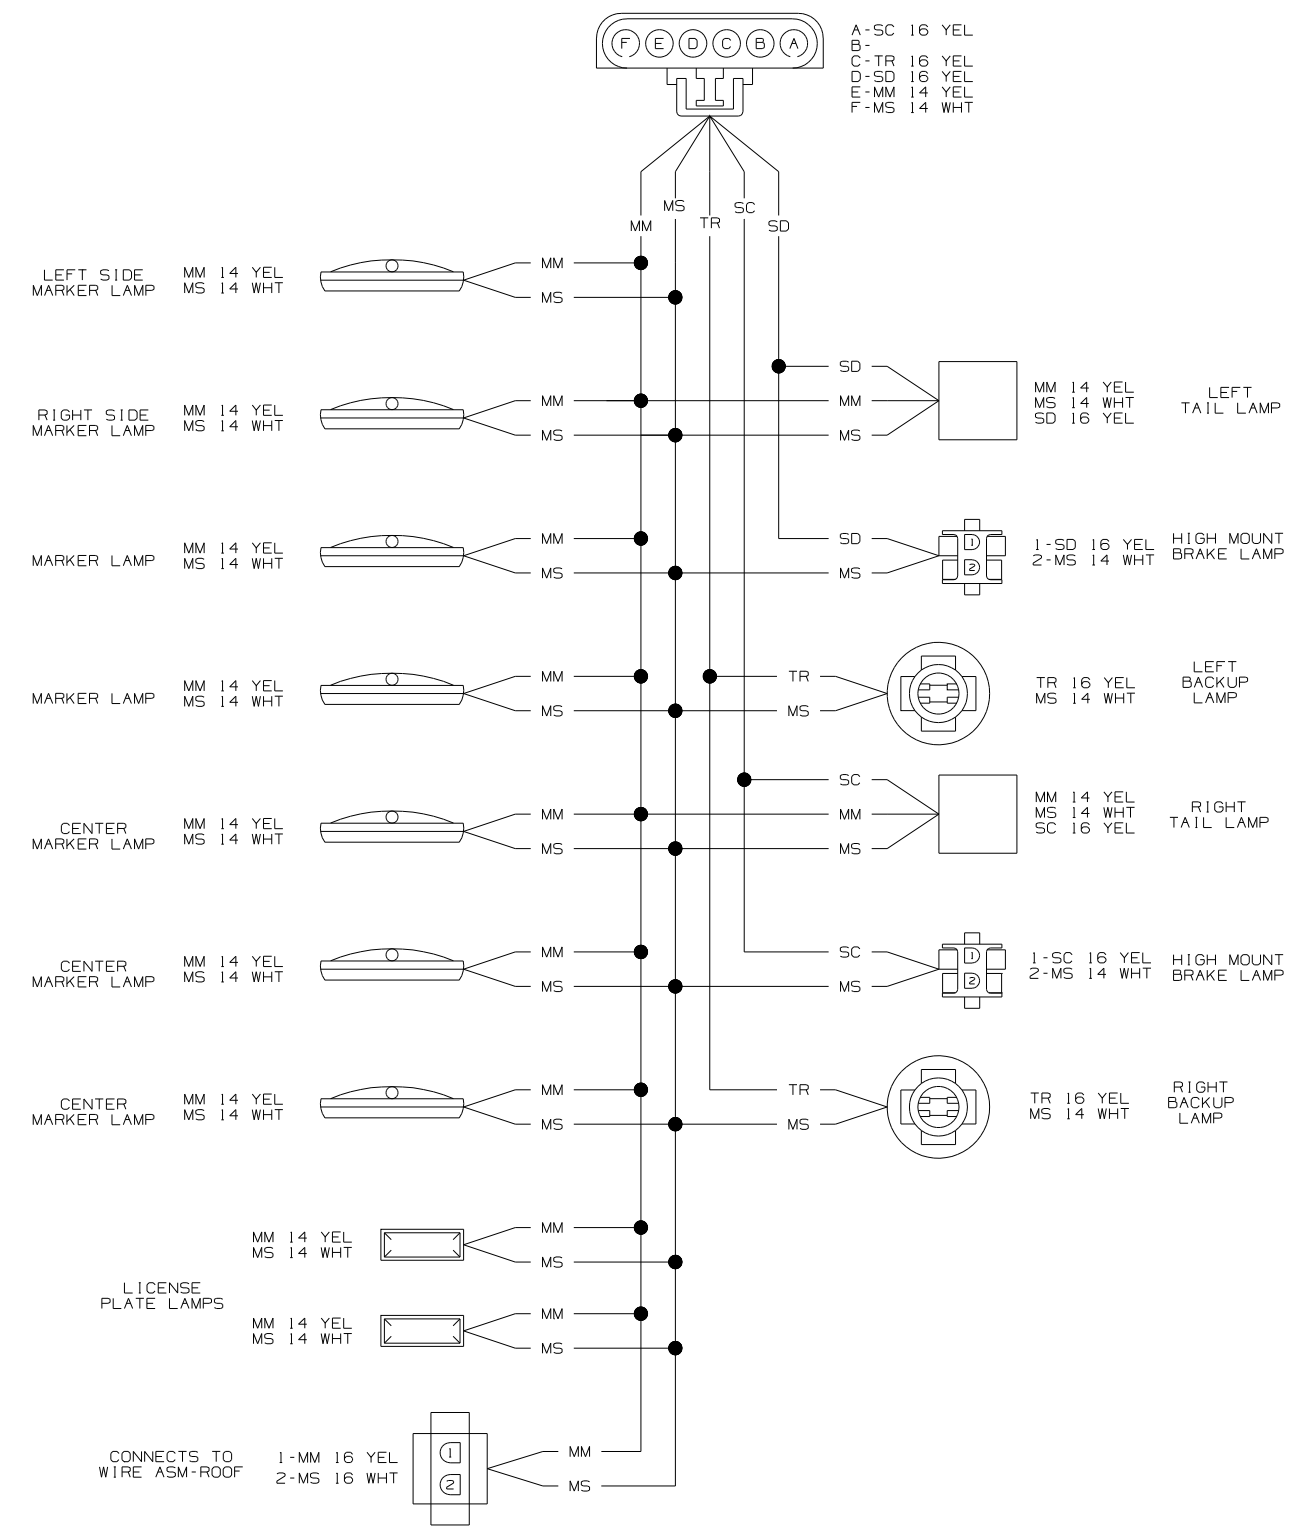 F E D C B A
A-SC 16 YEL
B-
C-TR 16 YEL
D-SD 16 YEL
E-MM 14 YEL
F-MS 14 WHT
MM MS TR SC SD
LEFT SIDE
MARKER LAMP
MM 14 YEL
MS 14 WHT
MM
MS
RIGHT SIDE
MARKER LAMP
MM 14 YEL
MS 14 WHT
MM
MS
SD
MM
MS
MM 14 YEL
MS 14 WHT
SD 16 YEL
LEFT
TAIL LAMP
MARKER LAMP
MM 14 YEL
MS 14 WHT
MM
MS
SD
MS
1
2
1-SD 16 YEL
2-MS 14 WHT
HIGH MOUNT
BRAKE LAMP
MARKER LAMP
MM 14 YEL
MS 14 WHT
MM
MS
TR
MS
TR 16 YEL
MS 14 WHT
LEFT
BACKUP
LAMP
CENTER
MARKER LAMP
MM 14 YEL
MS 14 WHT
MM
MS
SC
MM
MS
MM 14 YEL
MS 14 WHT
SC 16 YEL
RIGHT
TAIL LAMP
CENTER
MARKER LAMP
MM 14 YEL
MS 14 WHT
MM
MS
SC
MS
1
2
1-SC 16 YEL
2-MS 14 WHT
HIGH MOUNT
BRAKE LAMP
CENTER
MARKER LAMP
MM 14 YEL
MS 14 WHT
MM
MS
TR
MS
TR 16 YEL
MS 14 WHT
RIGHT
BACKUP
LAMP
LICENSE
PLATE LAMPS
MM 14 YEL
MS 14 WHT
MM
MS
MM 14 YEL
MS 14 WHT
MM
MS
CONNECTS TO
WIRE ASM-ROOF
1-MM 16 YEL
2-MS 16 WHT
1
2
MM
MS